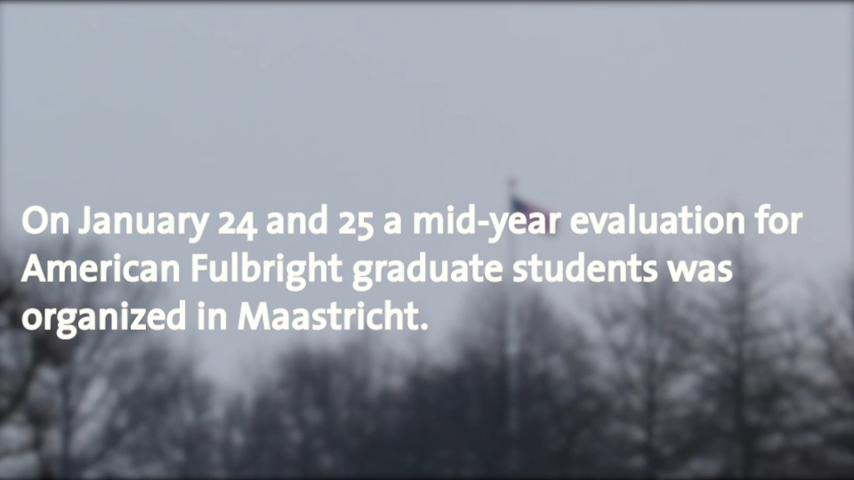 On January 24 and 25 a mid-year evaluation for
American Fulbright graduate students was
organized in Maastricht.